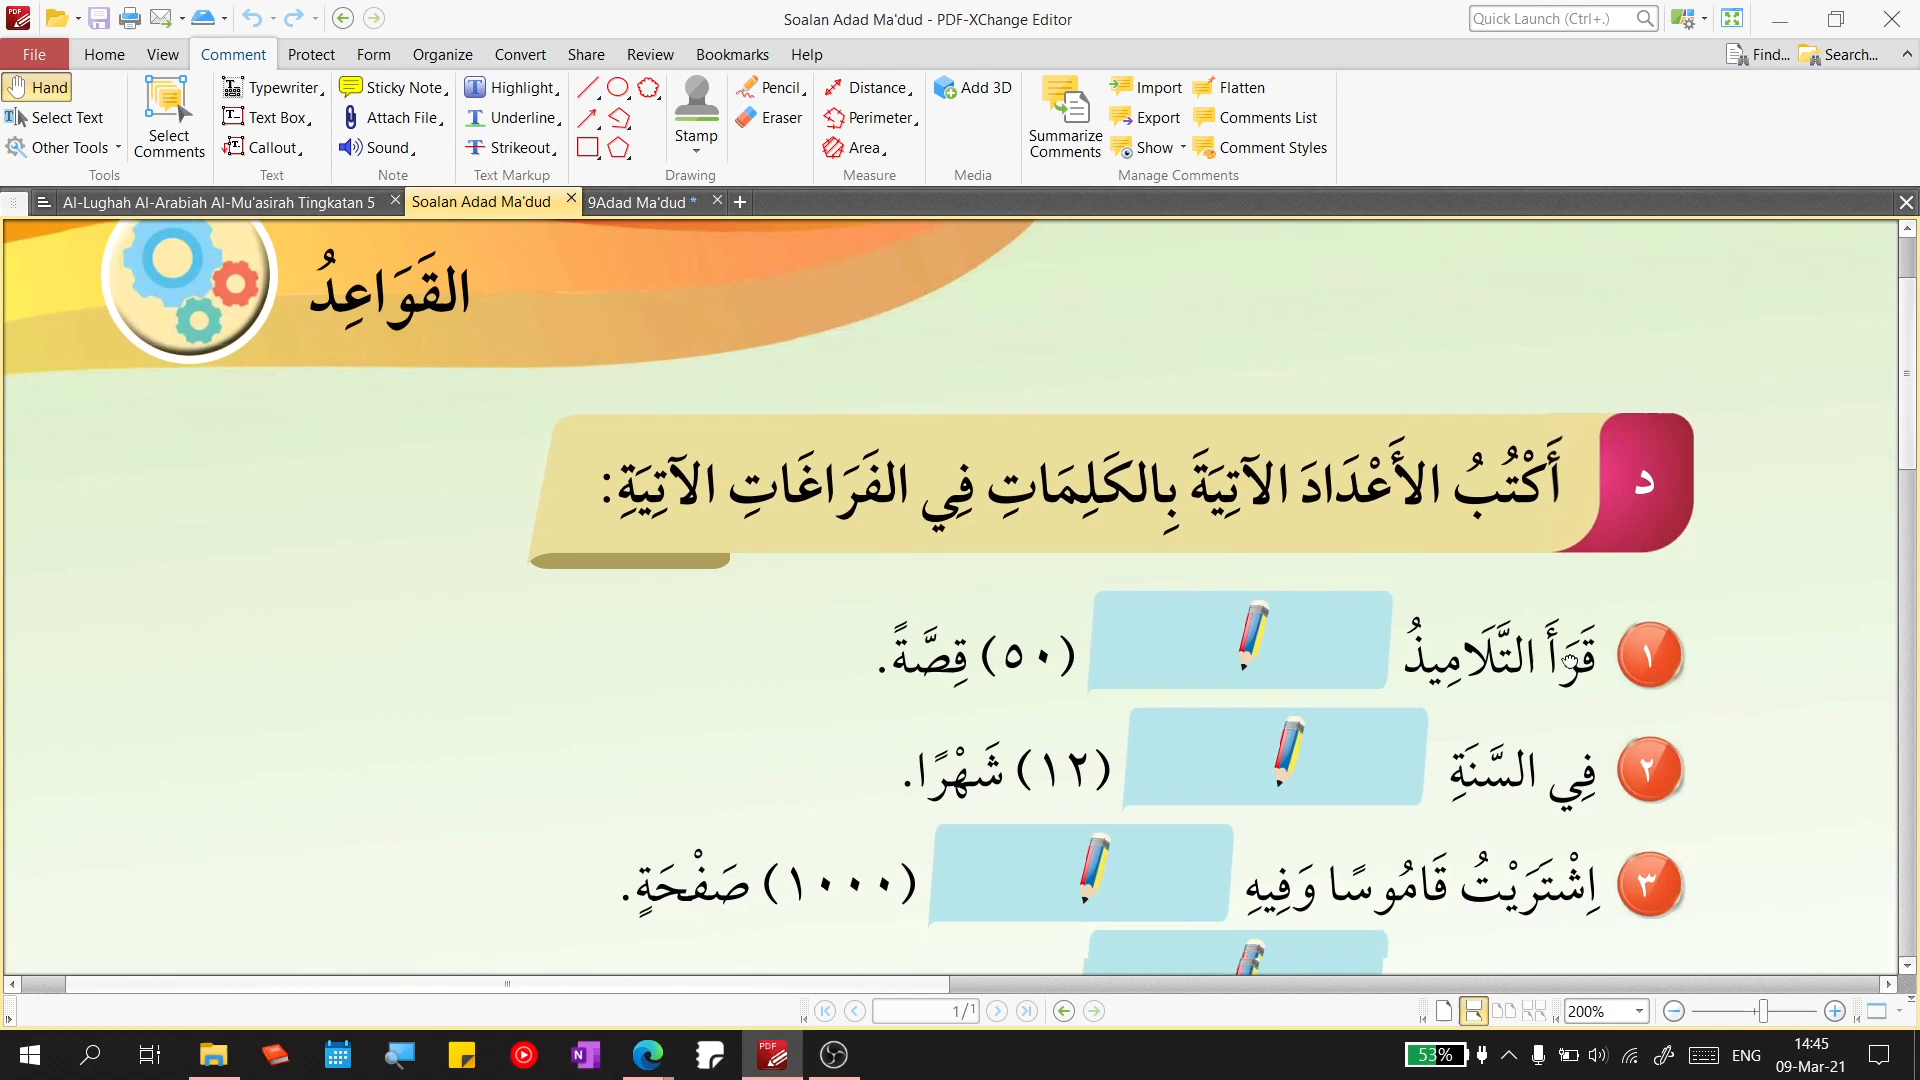 Soalan Adad Ma'dud - PDF-XChange Editor
Quick Launch (Ctrl+.)
File Home View Comment Protect Form Organize Convert Share Review Bookmarks Help
Find... Search...
Hand
Select Text
Other Tools
Tools
Select Comments
Typewriter
Text Box
Callout
Text
Sticky Note
Attach File
Sound
Note
Highlight
Underline
Strikeout
Text Markup
Drawing
Stamp
Pencil
Eraser
Distance
Perimeter
Area
Measure
Add 3D
Media
Summarize Comments
Import
Export
Show
Flatten
Comments List
Comment Styles
Manage Comments
Al-Lughah Al-Arabiah Al-Mu'asirah Tingkatan 5
Soalan Adad Ma'dud
9Adad Ma'dud *
القَوَاعِدُ
د
أَكْتُبُ الأَعْدَادَ الآتِيَةَ بِالكَلِمَاتِ فِي الفَرَاغَاتِ الآتِيَةِ:
١ قَرَأَ التَّلَامِيذُ (٥٠) قِصَّةً.
٢ فِي السَّنَةِ (١٢) شَهْرًا.
٣ اِشْتَرَيْتُ قَامُوسًا وَفِيهِ (١٠٠٠) صَفْحَةٍ.
1/1
200%
53%
ENG
14:45
09-Mar-21